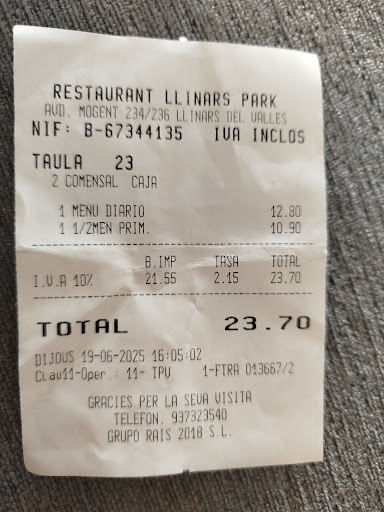 RESTAURANT LLINARS PARK
AVD. MOGENT 234/236 LLINARS DEL VALLES
NIF: B-67344135 IVA INCLOS
TAULA 23
2 COMENSAL CAJA
1 MENU DIARIO 12.80
1 1/2MEN PRIM. 10.90
B.IMP TASA TOTAL
I.V.A 10% 21.55 2.15 23.70
TOTAL 23.70
DIJOUS 19-06-2025 16:05:02
Clau11-Oper.: 11- TPV 1-FTRA 013667/2
GRACIES PER LA SEVA VISITA
TELEFON. 937323540
GRUPO RAIS 2018 S.L.